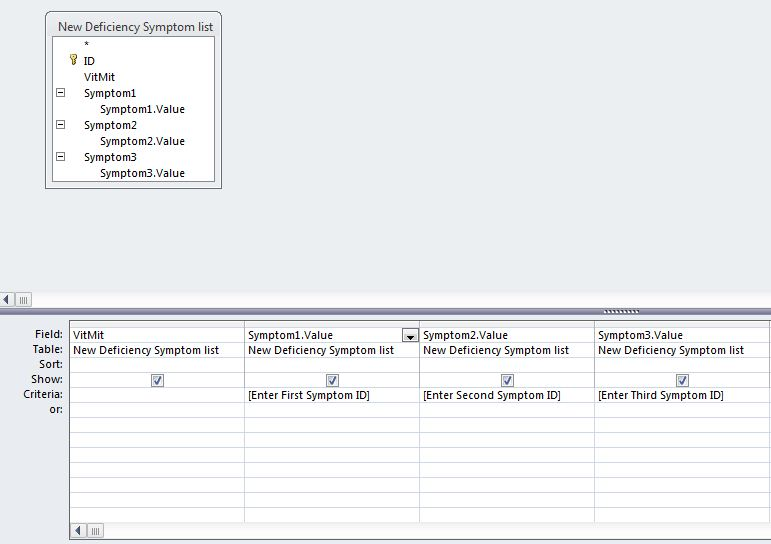 New Deficiency Symptom list
*
ID
VitMit
Symptom1
Symptom1.Value
Symptom2
Symptom2.Value
Symptom3
Symptom3.Value
Field: VitMit Symptom1.Value Symptom2.Value Symptom3.Value
Table: New Deficiency Symptom list New Deficiency Symptom list New Deficiency Symptom list New Deficiency Symptom list
Sort:
Show:
Criteria: [Enter First Symptom ID] [Enter Second Symptom ID] [Enter Third Symptom ID]
or: